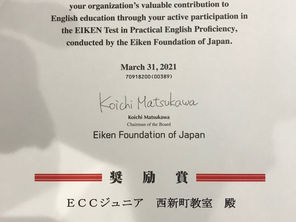 your organization's valuable contribution to
English education through your active participation in
the EIKEN Test in Practical English Proficiency,
conducted by the Eiken Foundation of Japan.
March 31, 2021
70918200(00389)
Koichi Matsukawa
Koichi Matsukawa
Chairman of the Board
Eiken Foundation of Japan
奨励賞
ECCジュニア 西新町教室 殿